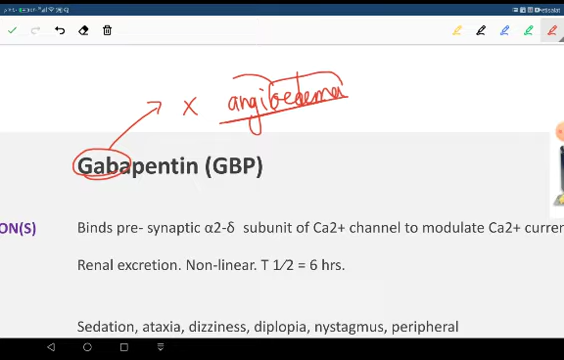 × angioedema
Gabapentin (GBP)
ON(S)
Binds pre- synaptic α2-δ subunit of Ca2+ channel to modulate Ca2+ curren
Renal excretion. Non-linear. T 1/2 = 6 hrs.
Sedation, ataxia, dizziness, diplopia, nystagmus, peripheral